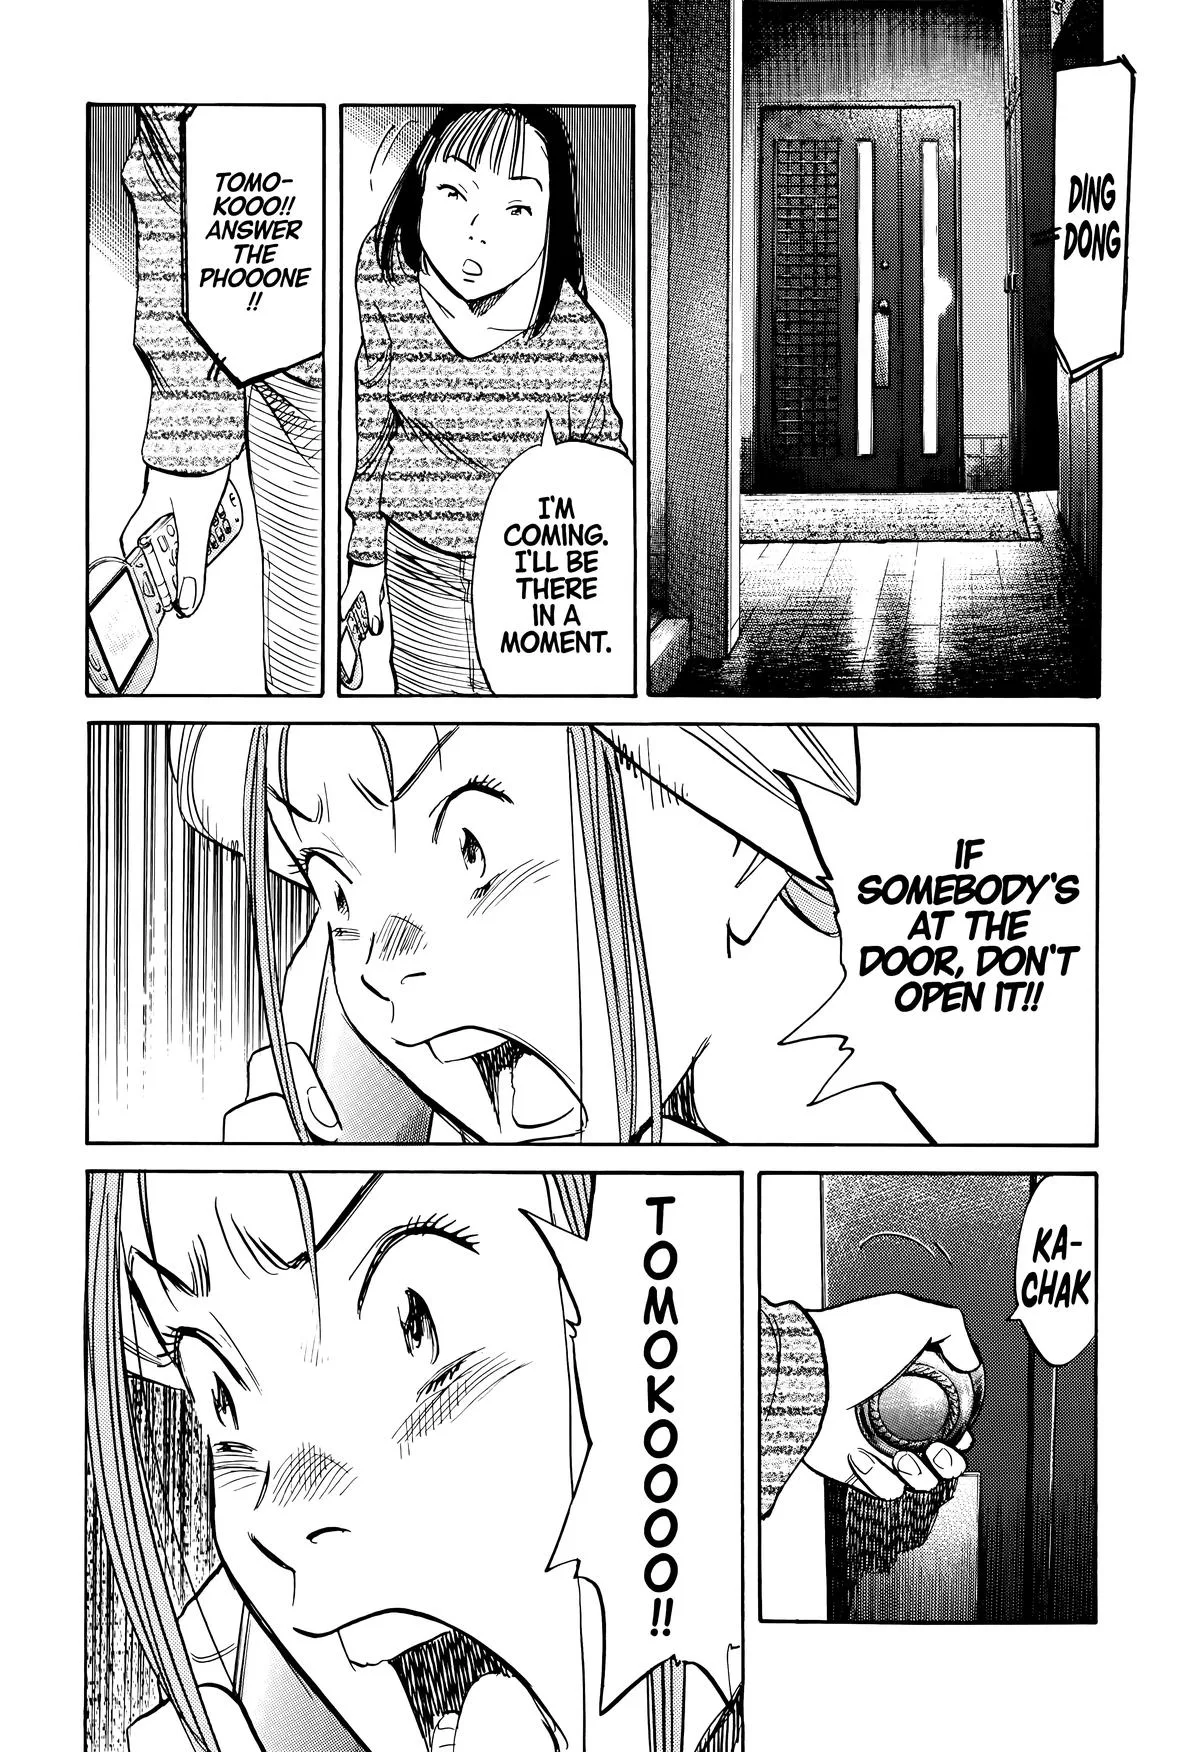 DING
DONG
I'M
COMING.
I'LL BE
THERE
IN A
MOMENT.
TOMO-
KOOO!!
ANSWER
THE
PHOOONE
!!
IF
SOMEBODY'S
AT THE
DOOR, DON'T
OPEN IT!!
KA-
CHAK
TOMOKOOOO!!